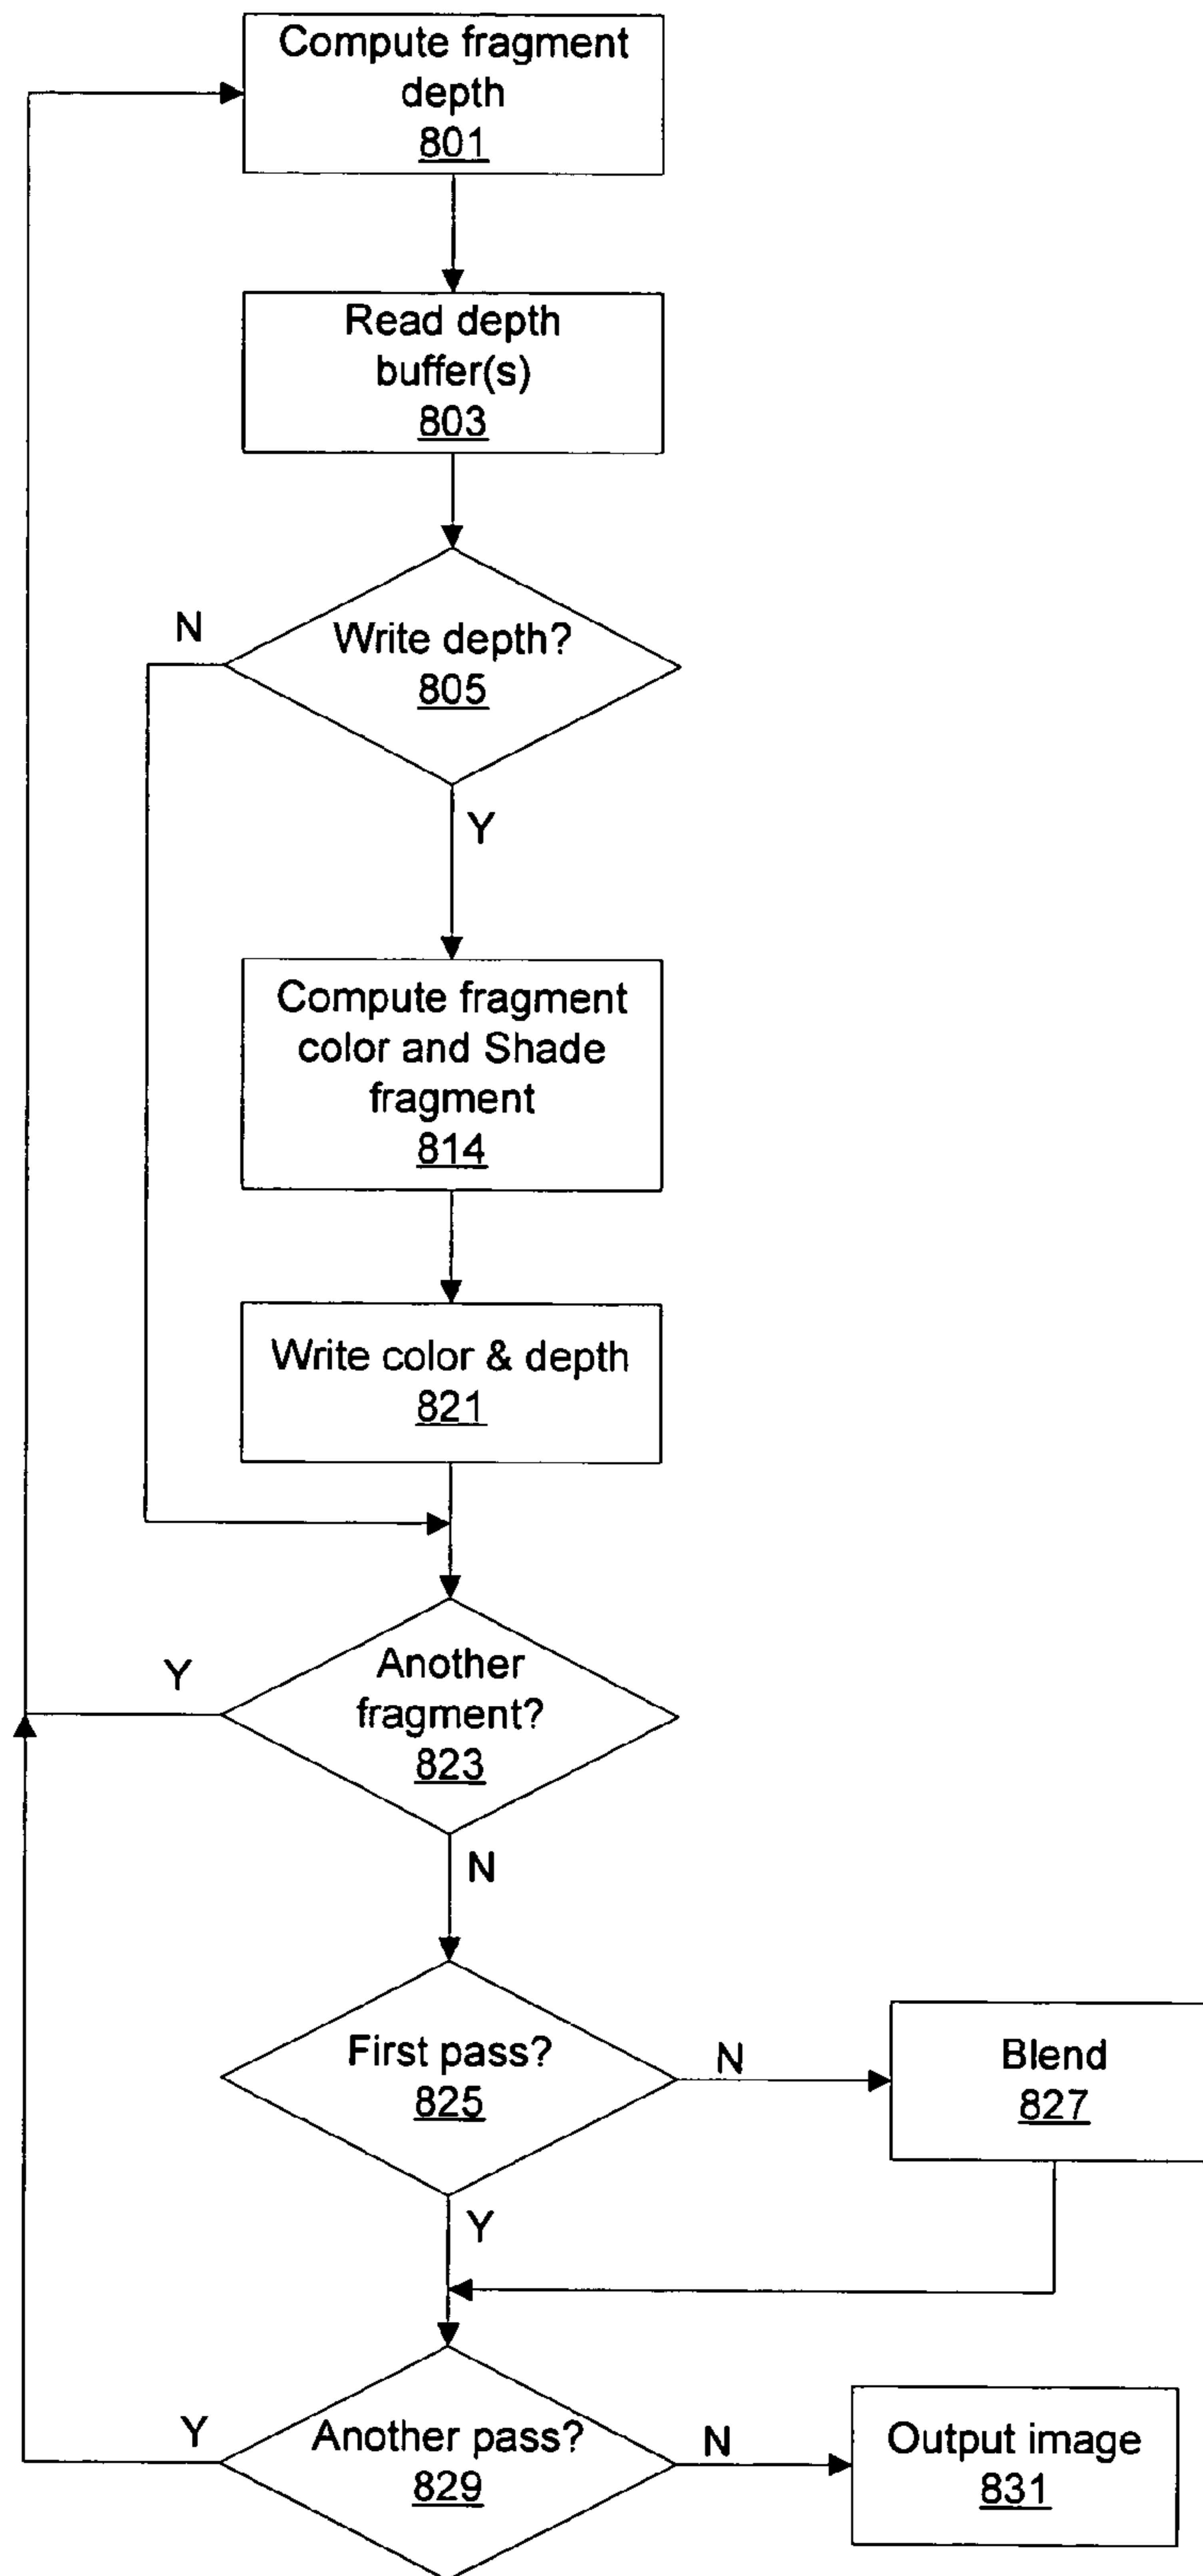 Compute fragment
depth
801
Read depth
buffer(s)
803
N
Write depth?
805
Y
Compute fragment
color and Shade
fragment
814
Write color & depth
821
Y
Another
fragment?
823
N
First pass?
825
N
Blend
827
Y
Y
Another pass?
829
N
Output image
831